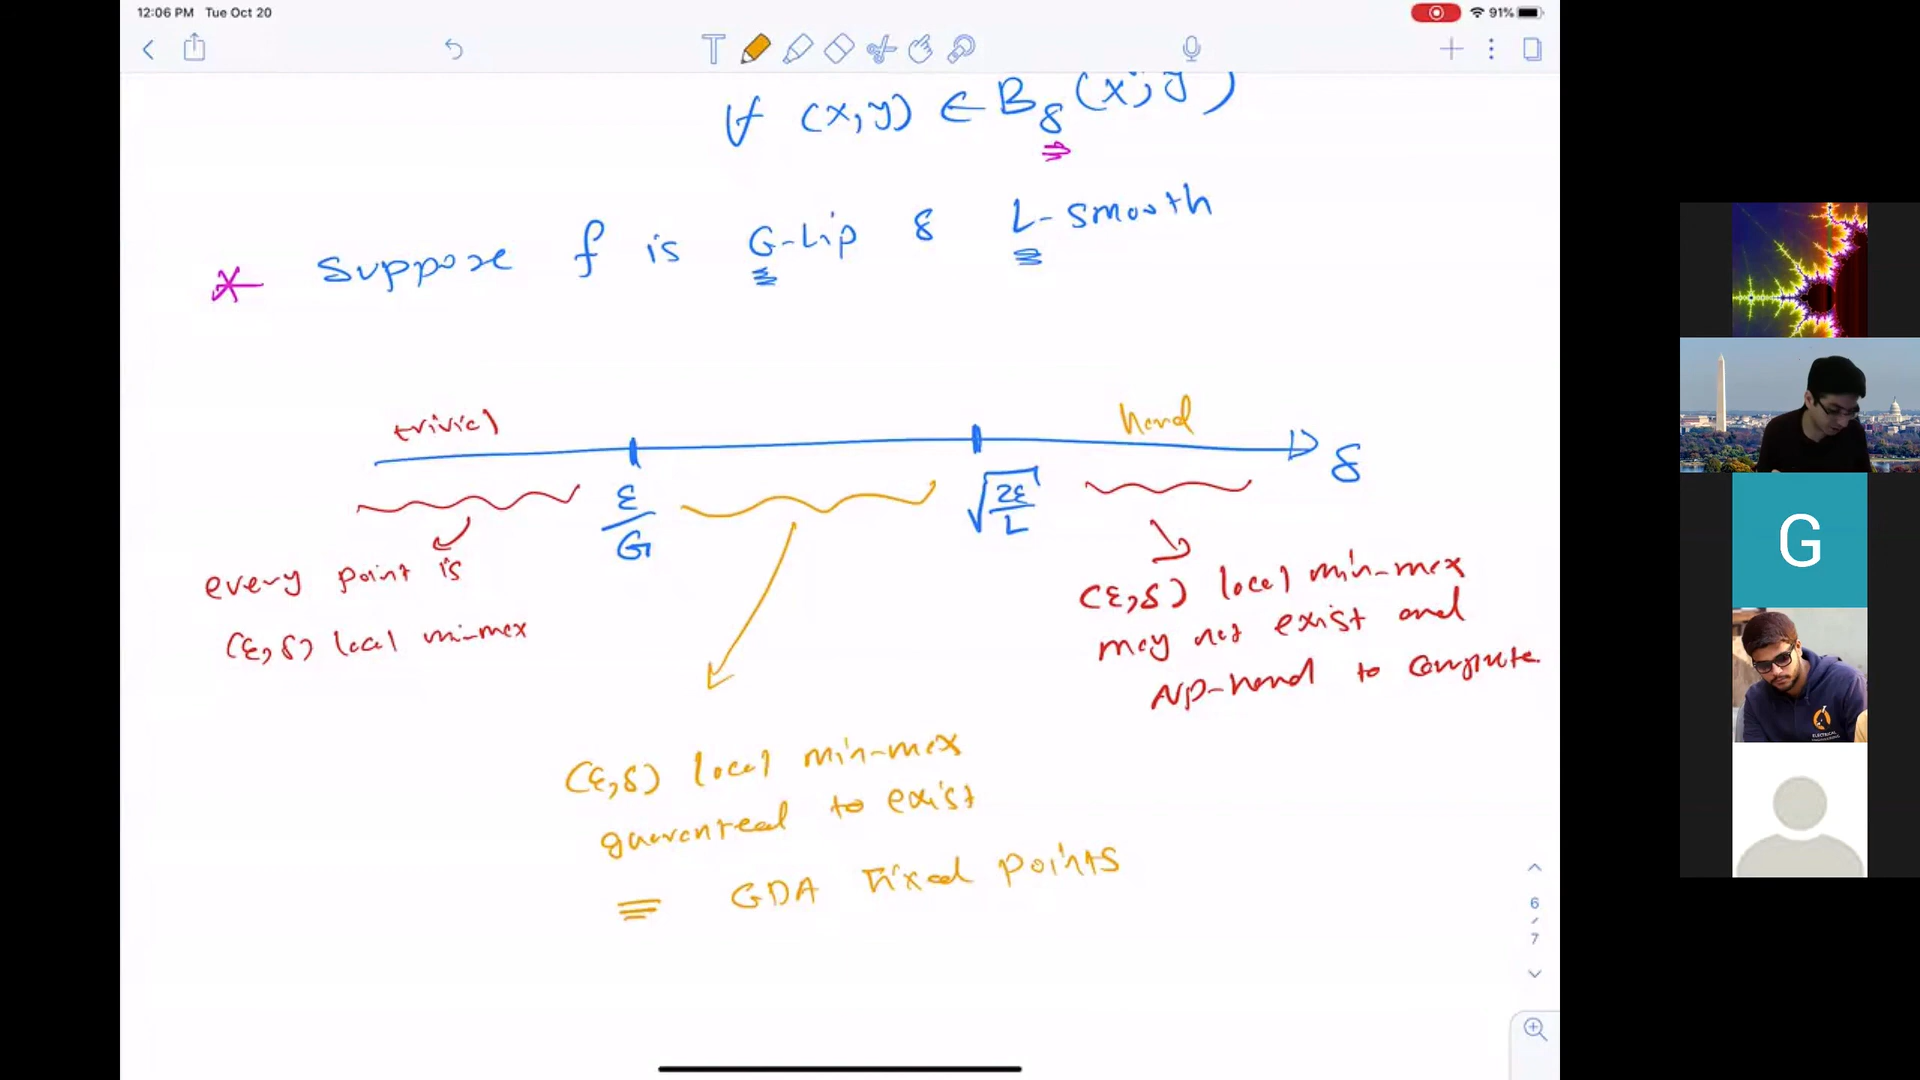 12:06 PM Tue Oct 20
91%
∀ (x,y) ∈ B_δ (x*, y*)
* Suppose f is G-Lip & L-smooth
trivial
hard
ε/G
√(2ε/L)
δ
every point is
(ε,δ) local min-max
(ε,δ) local min-max
may not exist and
NP-hard to compute
(ε,δ) local min-max
guaranteed to exist
≡ GDA Fixed points
6
7
G